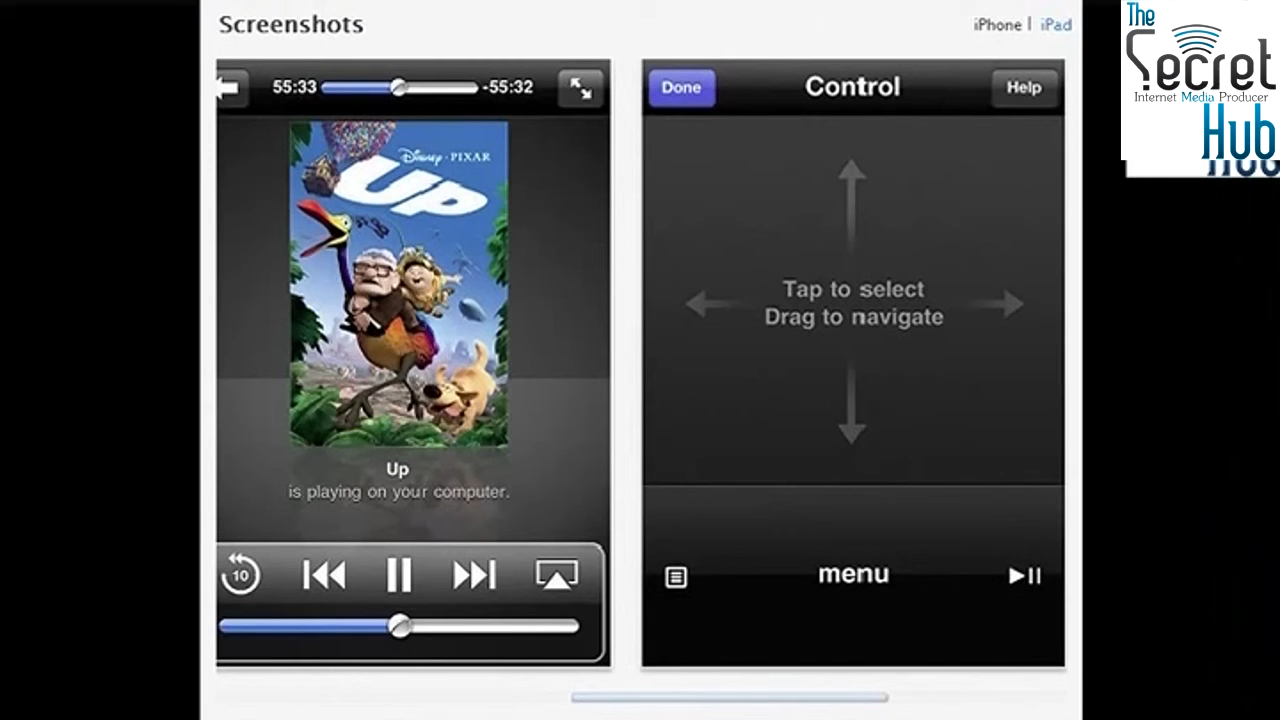 Screenshots
iPhone | iPad
The
Secret
Internet Media Producer
Hub
55:33
-55:32
Disney · PIXAR
UP
Up
is playing on your computer.
10
Done
Control
Help
Tap to select
Drag to navigate
menu